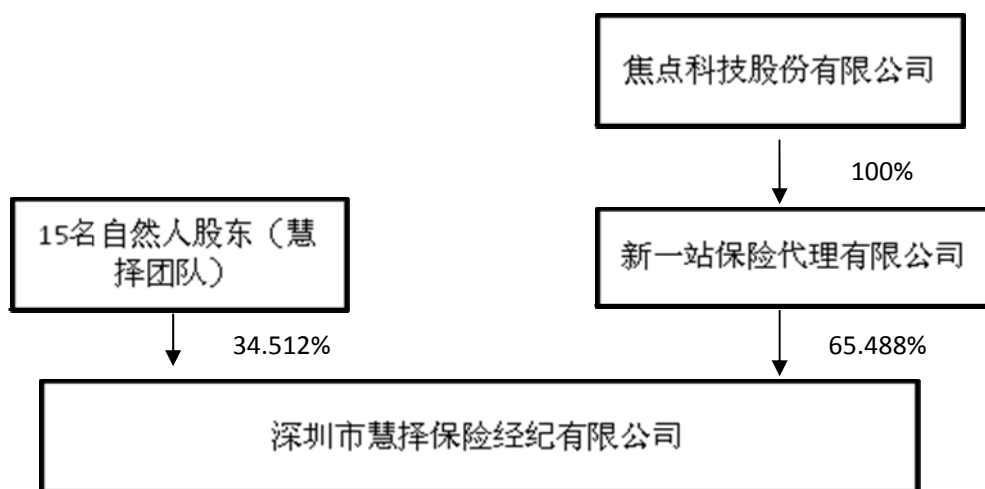 焦点科技股份有限公司
100%
15名自然人股东（慧
择团队）
新一站保险代理有限公司
34.512%
65.488%
深圳市慧择保险经纪有限公司